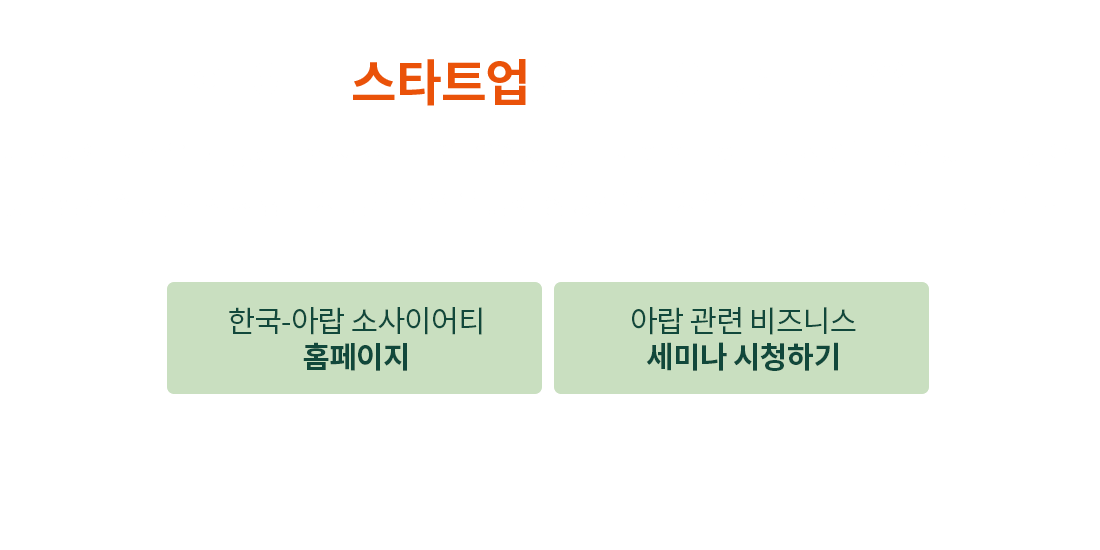 스타트업
한국-아랍 소사이어티
홈페이지
아랍 관련 비즈니스
세미나 시청하기